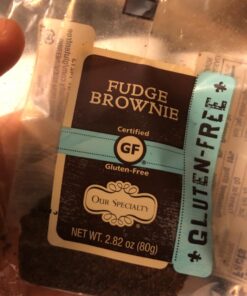 FUDGE
BROWNIE
Certified
GF
Gluten-Free
OUR SPECIALTY
NET WT. 2.82 oz (80g)
*GLUTEN-FREE*